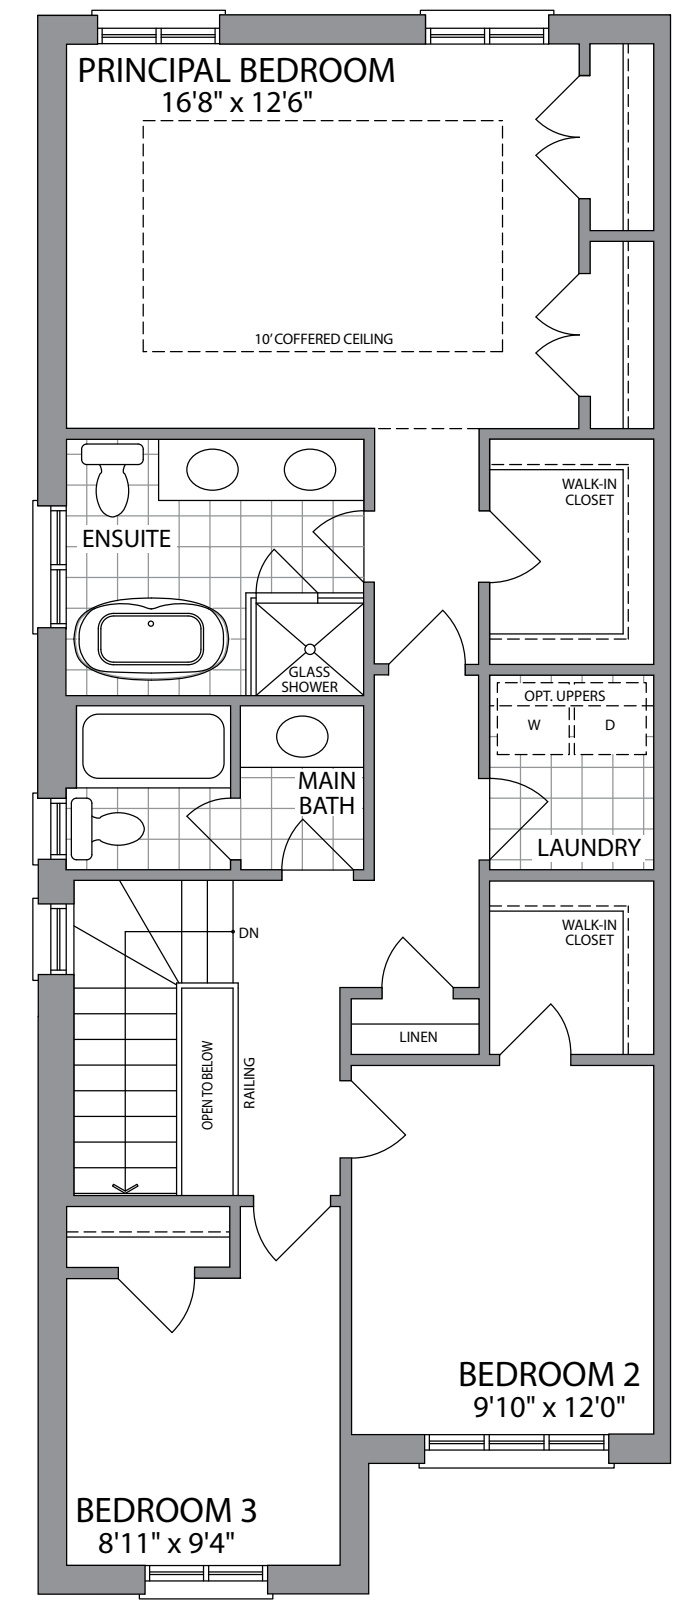 PRINCIPAL BEDROOM
16'8" x 12'6"
10' COFFERED CEILING
WALK-IN
CLOSET
ENSUITE
GLASS
SHOWER
OPT. UPPERS
W
D
MAIN
BATH
LAUNDRY
WALK-IN
CLOSET
DN
LINEN
OPEN TO BELOW
RAILING
BEDROOM 2
9'10" x 12'0"
BEDROOM 3
8'11" x 9'4"